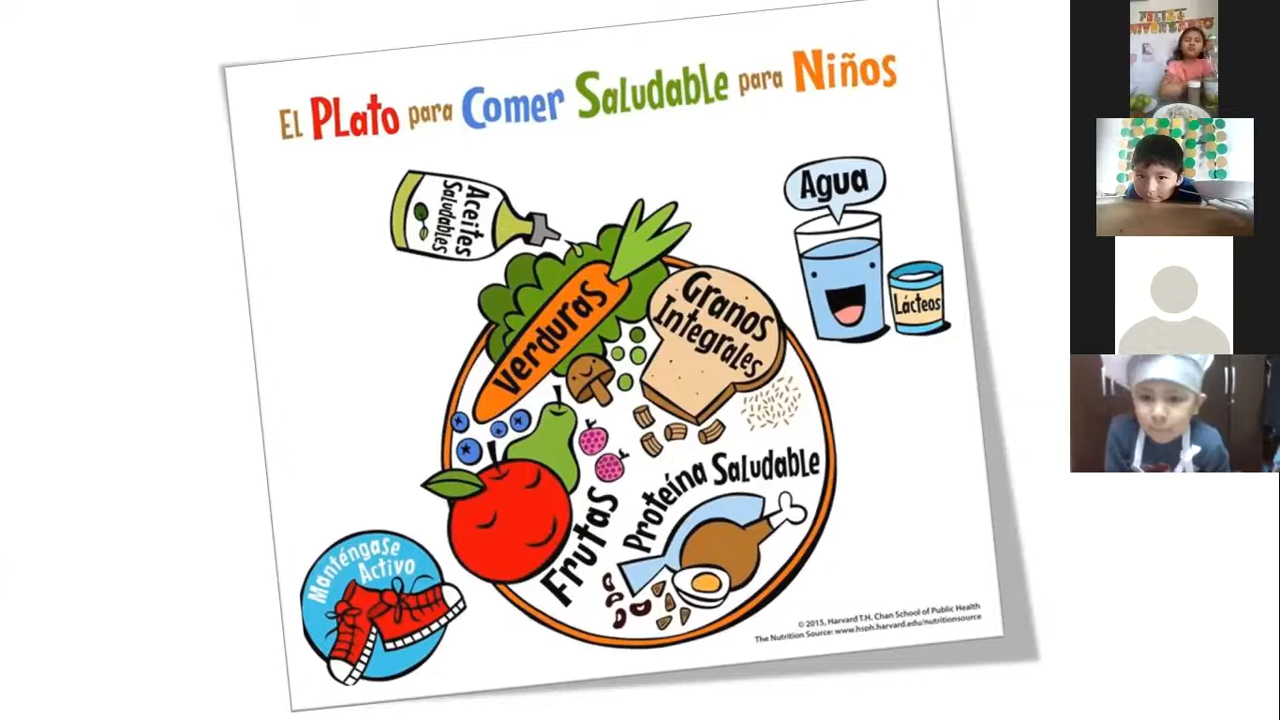 El Plato para Comer Saludable para Niños
Aceites
Saludables
Agua
Lácteos
Verduras
Granos
Integrales
Frutas
Proteína Saludable
Manténgase
Activo
© 2015, Harvard T.H. Chan School of Public Health
The Nutrition Source: www.hsph.harvard.edu/nutritionsource
FELIZ